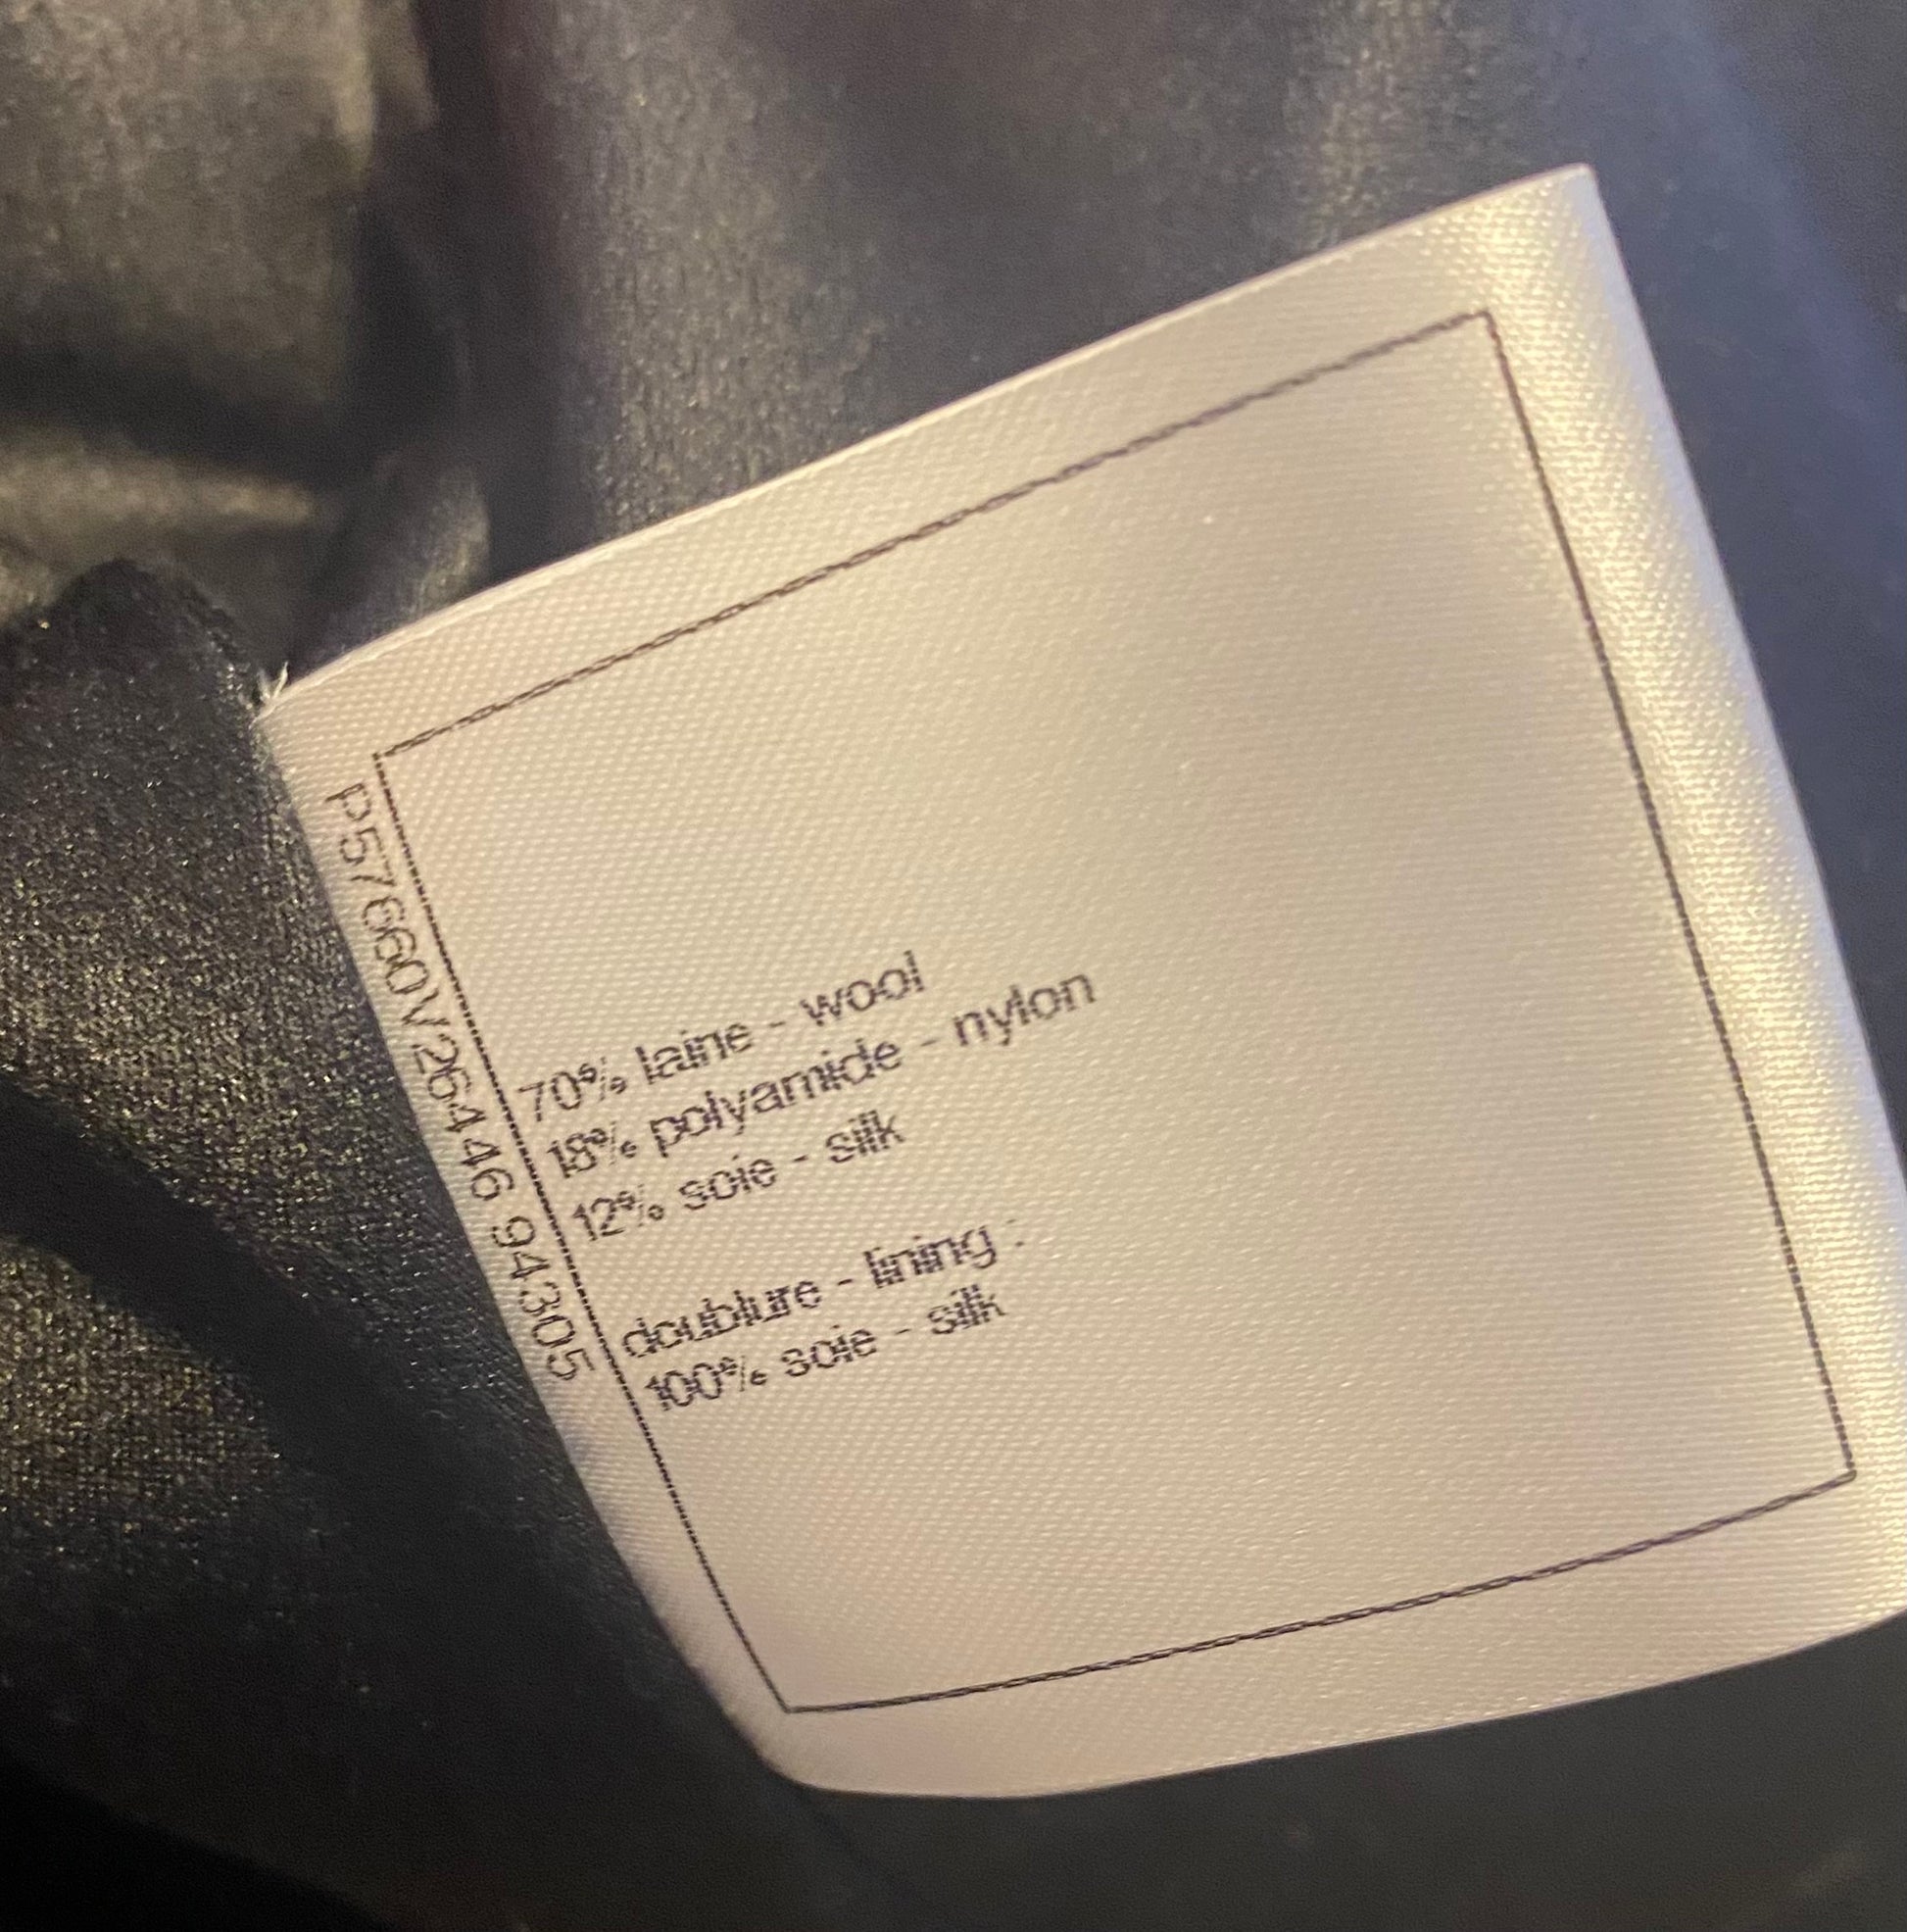 P57660V26446 94305
70% laine - wool
18% polyamide - nylon
12% soie - silk
doublure - lining :
100% soie - silk